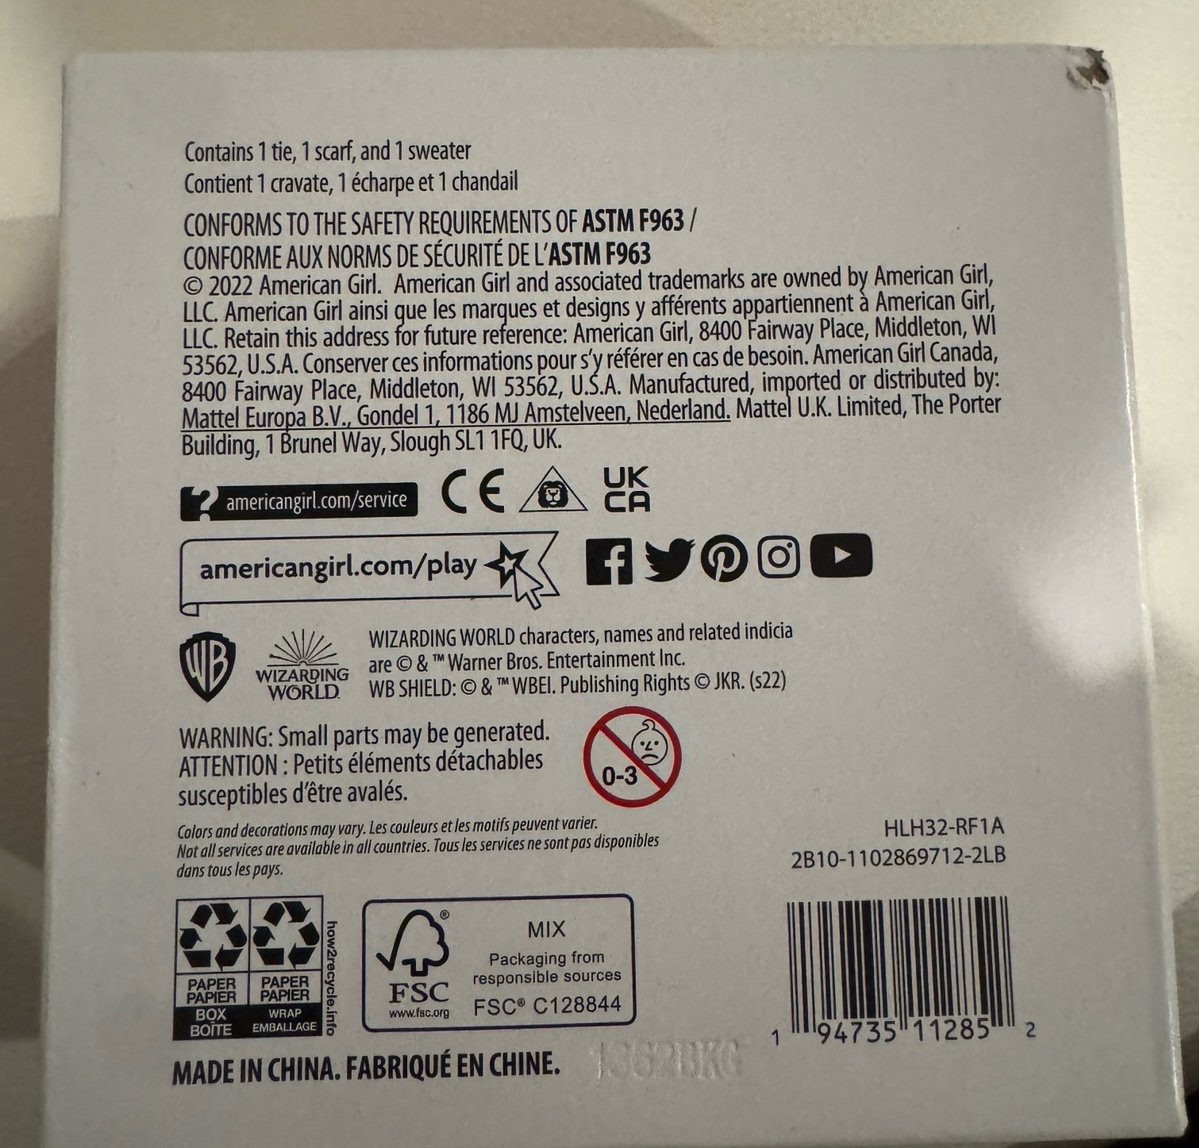 Contains 1 tie, 1 scarf, and 1 sweater
Contient 1 cravate, 1 écharpe et 1 chandail
CONFORMS TO THE SAFETY REQUIREMENTS OF ASTM F963 /
CONFORME AUX NORMS DE SÉCURITÉ DE L'ASTM F963
© 2022 American Girl. American Girl and associated trademarks are owned by American Girl,
LLC. American Girl ainsi que les marques et designs y afférents appartiennent à American Girl,
LLC. Retain this address for future reference: American Girl, 8400 Fairway Place, Middleton, WI
53562, U.S.A. Conserver ces informations pour s'y référer en cas de besoin. American Girl Canada,
8400 Fairway Place, Middleton, WI 53562, U.S.A. Manufactured, imported or distributed by:
Mattel Europa B.V., Gondel 1, 1186 MJ Amstelveen, Nederland. Mattel U.K. Limited, The Porter
Building, 1 Brunel Way, Slough SL1 1FQ, UK.
? americangirl.com/service CE UK
CA
americangirl.com/play
WB WIZARDING
WORLD
WIZARDING WORLD characters, names and related indicia
are © & ™ Warner Bros. Entertainment Inc.
WB SHIELD: © & ™ WBEI. Publishing Rights © JKR. (s22)
WARNING: Small parts may be generated.
ATTENTION : Petits éléments détachables
susceptibles d'être avalés.
0-3
Colors and decorations may vary. Les couleurs et les motifs peuvent varier.
Not all services are available in all countries. Tous les services ne sont pas disponibles
dans tous les pays.
HLH32-RF1A
2B10-1102869712-2LB
PAPER
PAPIER
BOX
BOÎTE
PAPER
PAPIER
WRAP
EMBALLAGE
how2recycle.info
FSC®
www.fsc.org
MIX
Packaging from
responsible sources
FSC® C128844
1 94735 11285 2
MADE IN CHINA. FABRIQUÉ EN CHINE.